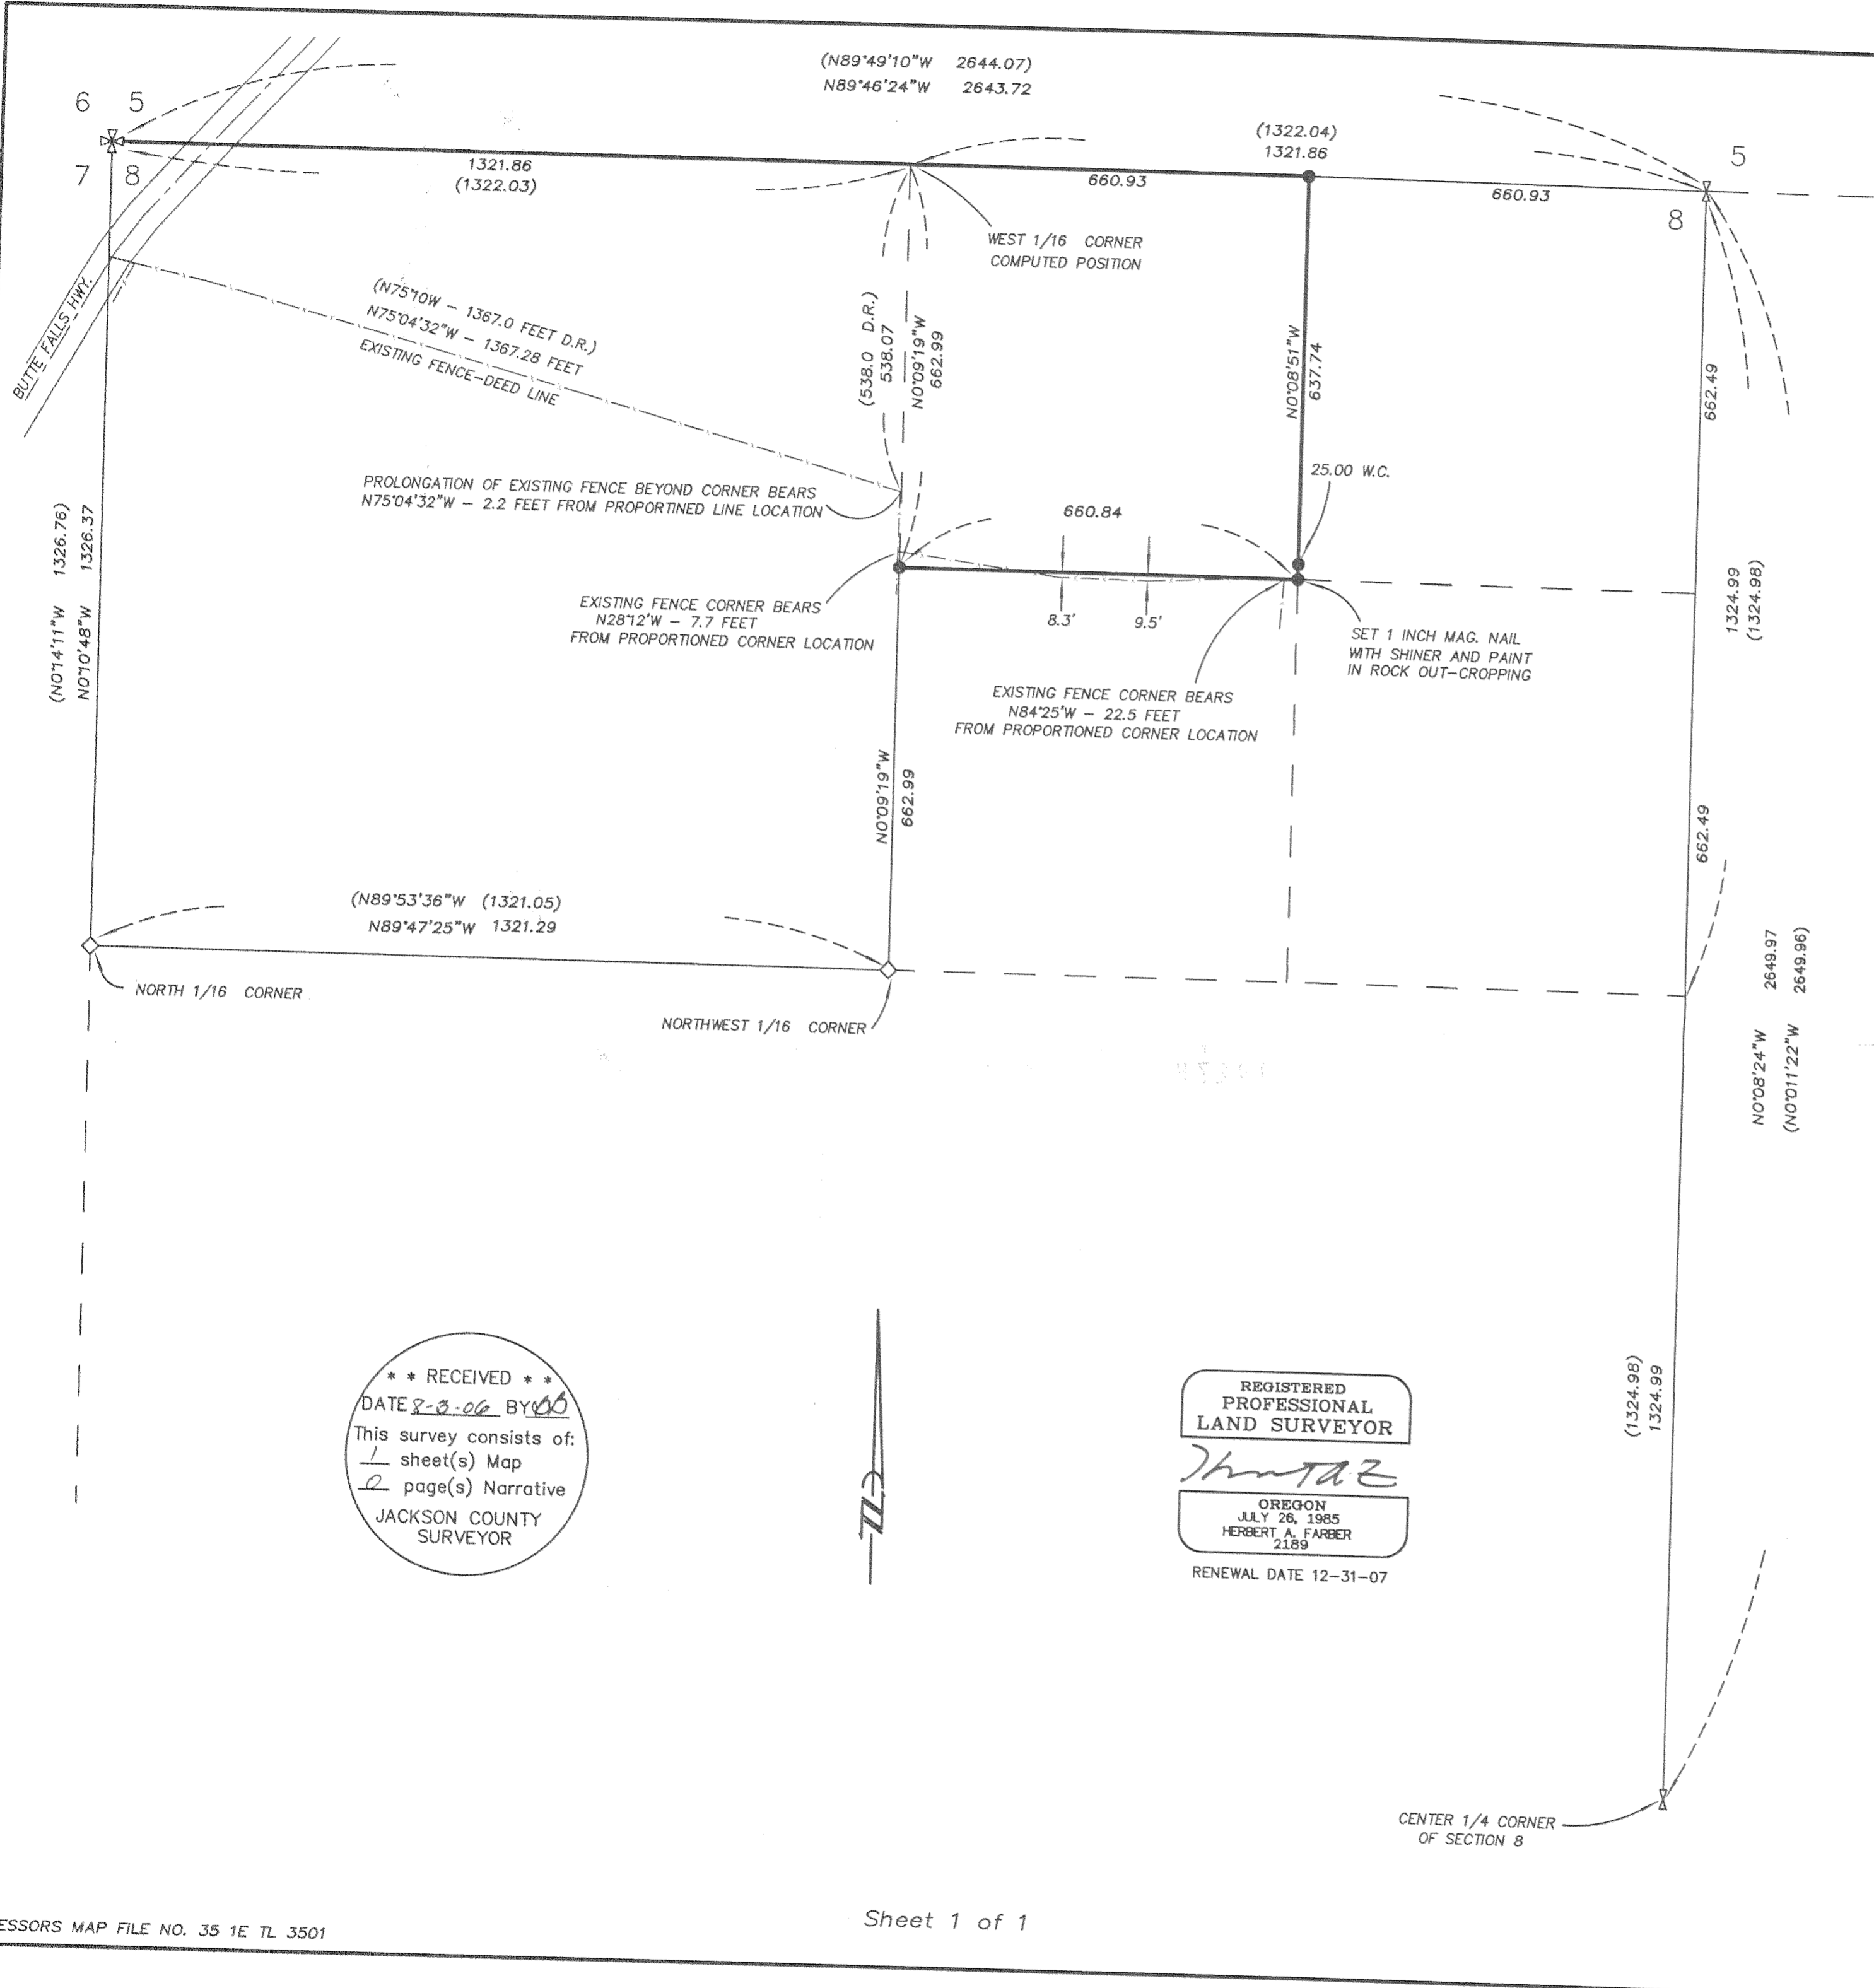 (N89°49'10"W 2644.07)
N89°46'24"W 2643.72
6 5
7 8
(1322.04)
1321.86
5
8
1321.86
(1322.03)
660.93
660.93
WEST 1/16 CORNER
COMPUTED POSITION
BUTTE FALLS HWY.
(N75°10W – 1367.0 FEET D.R.)
N75°04'32"W – 1367.28 FEET
EXISTING FENCE-DEED LINE
(538.0 D.R.)
538.07
N0°09'19"W
662.99
N0°08'51"W
637.74
662.49
25.00 W.C.
PROLONGATION OF EXISTING FENCE BEYOND CORNER BEARS
N75°04'32"W – 2.2 FEET FROM PROPORTINED LINE LOCATION
660.84
(N0°14'11"W 1326.76)
N0°10'48"W 1326.37
EXISTING FENCE CORNER BEARS
N28°12'W – 7.7 FEET
FROM PROPORTIONED CORNER LOCATION
8.3'
9.5'
SET 1 INCH MAG. NAIL
WITH SHINER AND PAINT
IN ROCK OUT-CROPPING
1324.99
(1324.98)
EXISTING FENCE CORNER BEARS
N84°25'W – 22.5 FEET
FROM PROPORTIONED CORNER LOCATION
N0°09'19"W
662.99
662.49
(N89°53'36"W (1321.05)
N89°47'25"W 1321.29
NORTH 1/16 CORNER
NORTHWEST 1/16 CORNER
N0°08'24"W 2649.97
(N0°011'22"W 2649.96)
* * RECEIVED * *
DATE 8-3-06 BY
This survey consists of:
1 sheet(s) Map
0 page(s) Narrative
JACKSON COUNTY
SURVEYOR
REGISTERED
PROFESSIONAL
LAND SURVEYOR
OREGON
JULY 26, 1985
HERBERT A. FARBER
2189
RENEWAL DATE 12-31-07
(1324.98)
1324.99
CENTER 1/4 CORNER
OF SECTION 8
ESSORS MAP FILE NO. 35 1E TL 3501
Sheet 1 of 1